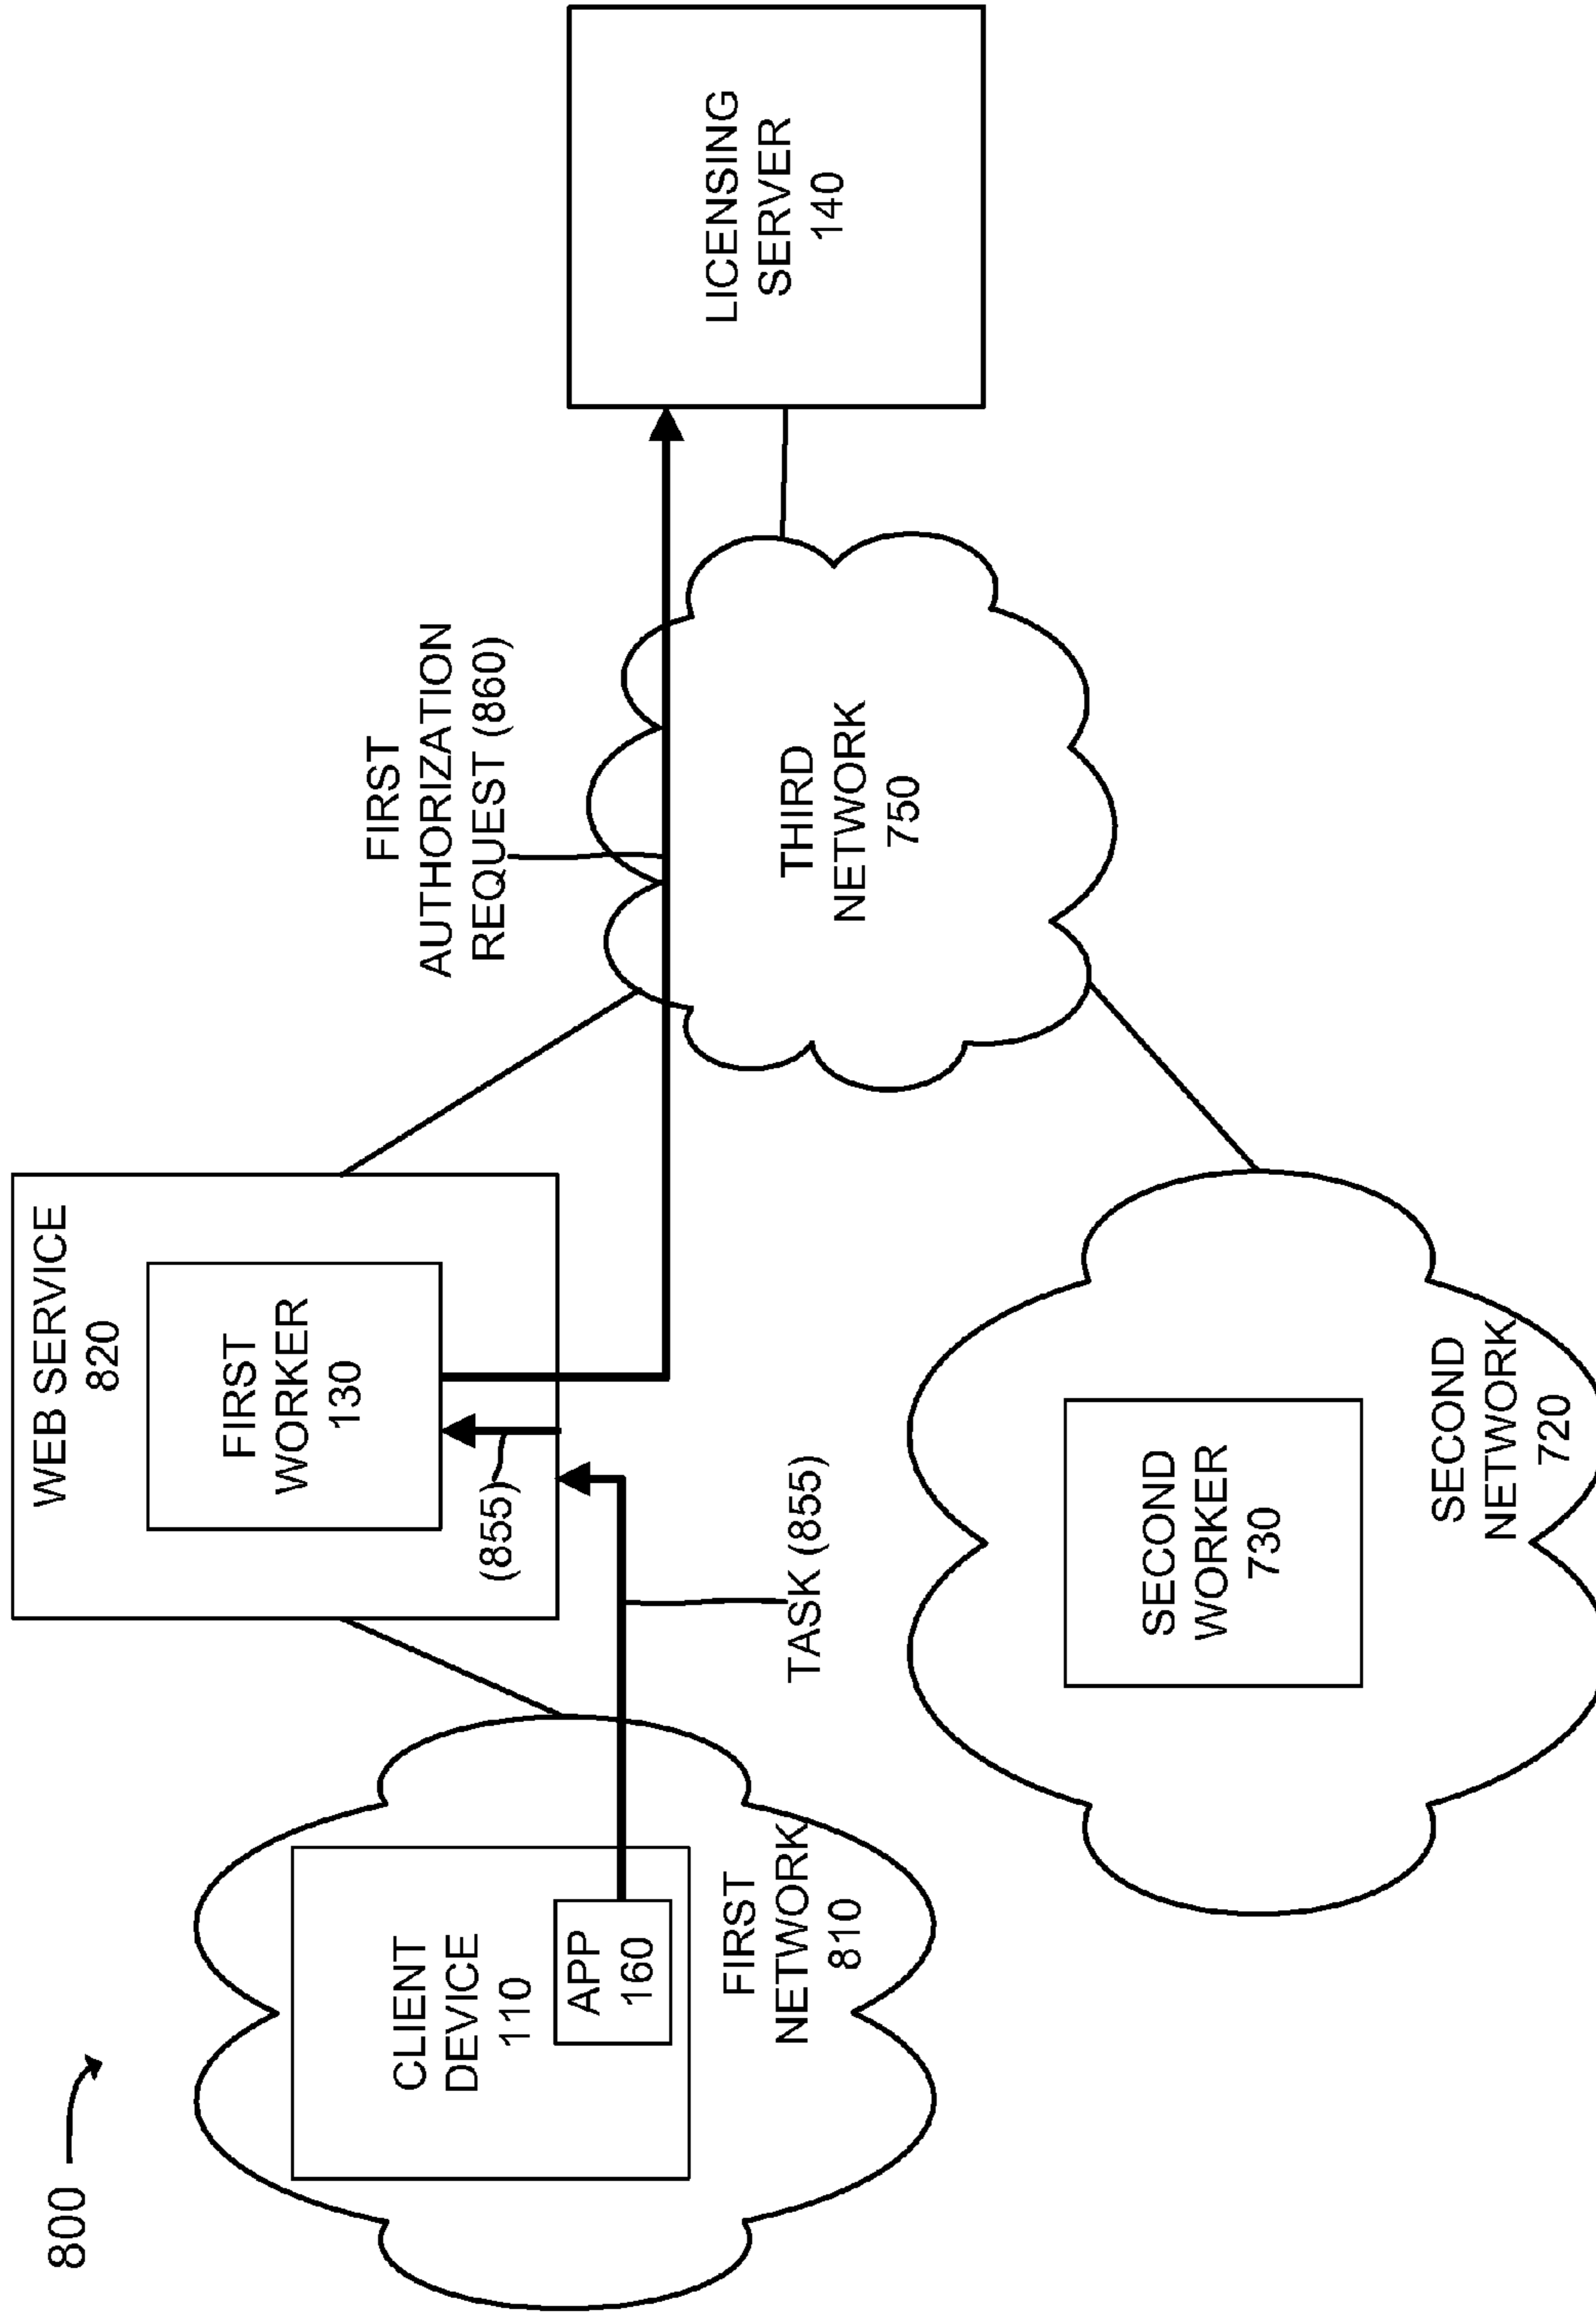 800
WEB SERVICE
820
FIRST
WORKER
130
(855)
CLIENT
DEVICE
110
APP
160
FIRST
NETWORK
810
TASK (855)
FIRST
AUTHORIZATION
REQUEST (860)
THIRD
NETWORK
750
LICENSING
SERVER
140
SECOND
WORKER
730
SECOND
NETWORK
720